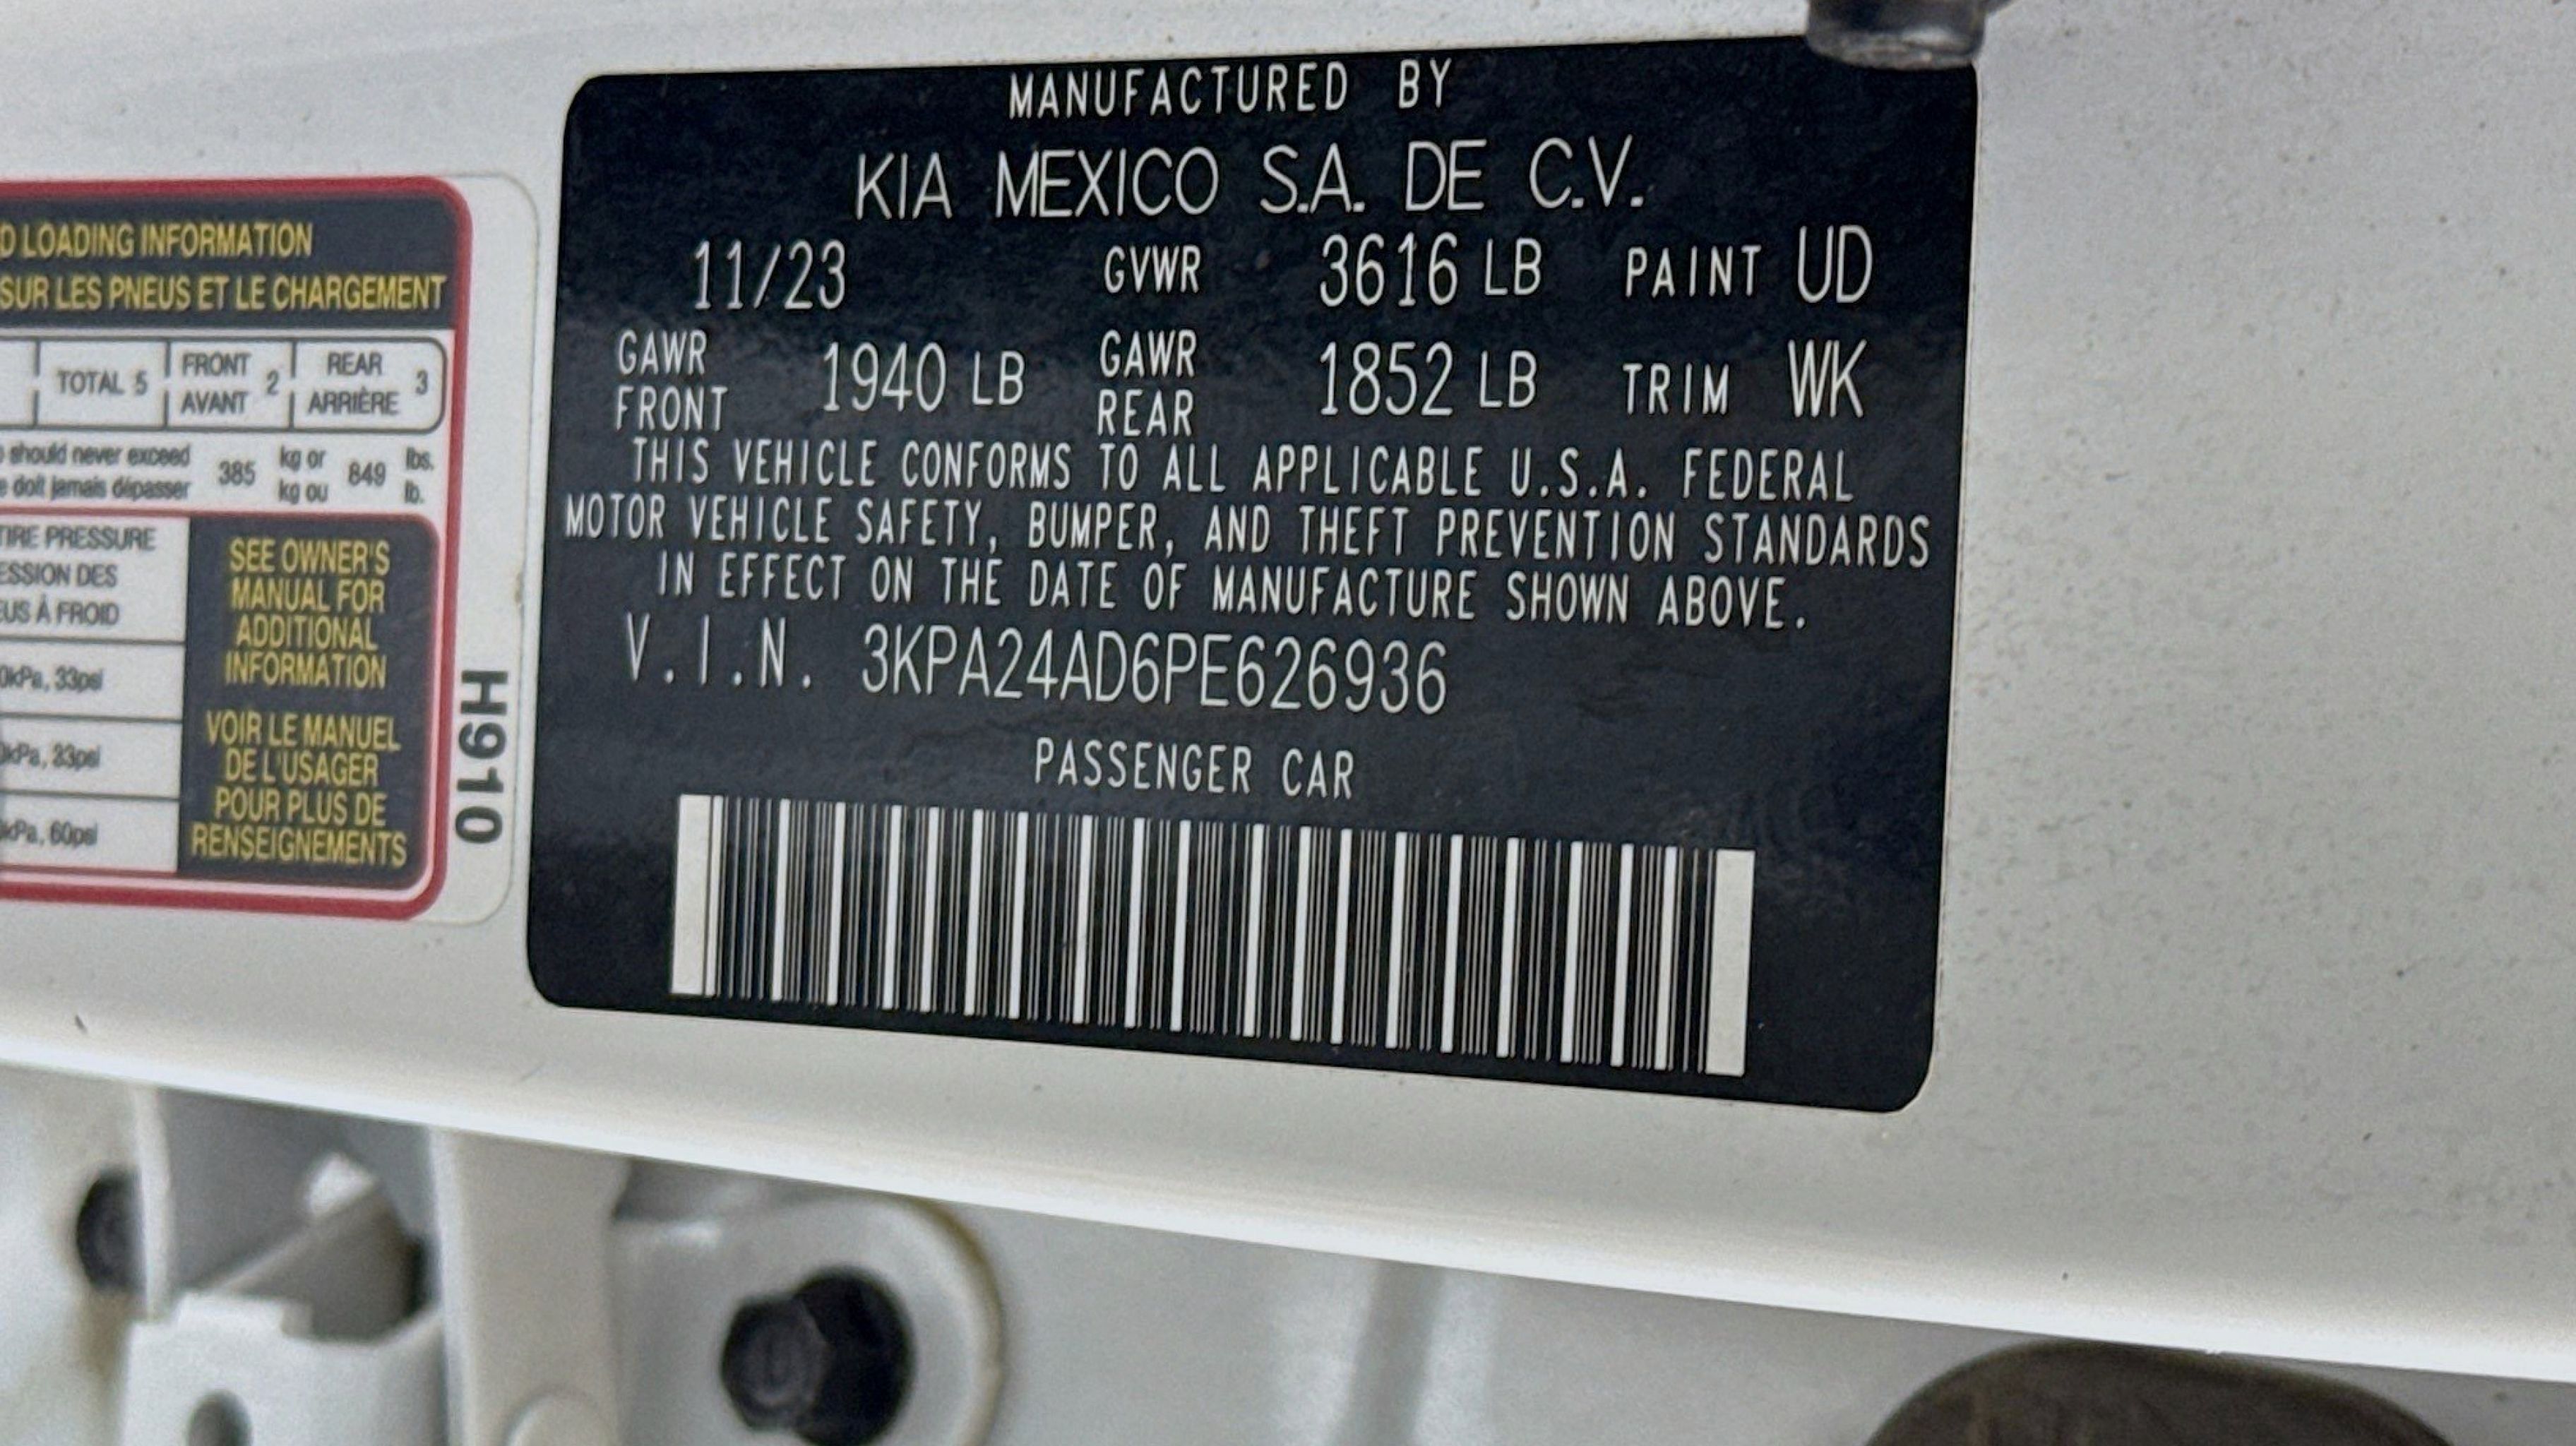 D LOADING INFORMATION
SUR LES PNEUS ET LE CHARGEMENT
TOTAL 5
FRONT
AVANT 2
REAR
ARRIÈRE 3
should never exceed 385 kg or 849 lbs.
doit jamais dépasser kg ou lb.
TIRE PRESSURE
ESSION DES
EUS À FROID
0kPa, 33psi
kPa, 33psi
kPa, 60psi
SEE OWNER'S
MANUAL FOR
ADDITIONAL
INFORMATION
VOIR LE MANUEL
DE L'USAGER
POUR PLUS DE
RENSEIGNEMENTS
H910
MANUFACTURED BY
KIA MEXICO S.A. DE C.V.
11/23 GVWR 3616 LB PAINT UD
GAWR FRONT 1940 LB GAWR REAR 1852 LB TRIM WK
THIS VEHICLE CONFORMS TO ALL APPLICABLE U.S.A. FEDERAL
MOTOR VEHICLE SAFETY, BUMPER, AND THEFT PREVENTION STANDARDS
IN EFFECT ON THE DATE OF MANUFACTURE SHOWN ABOVE.
V.I.N. 3KPA24AD6PE626936
PASSENGER CAR